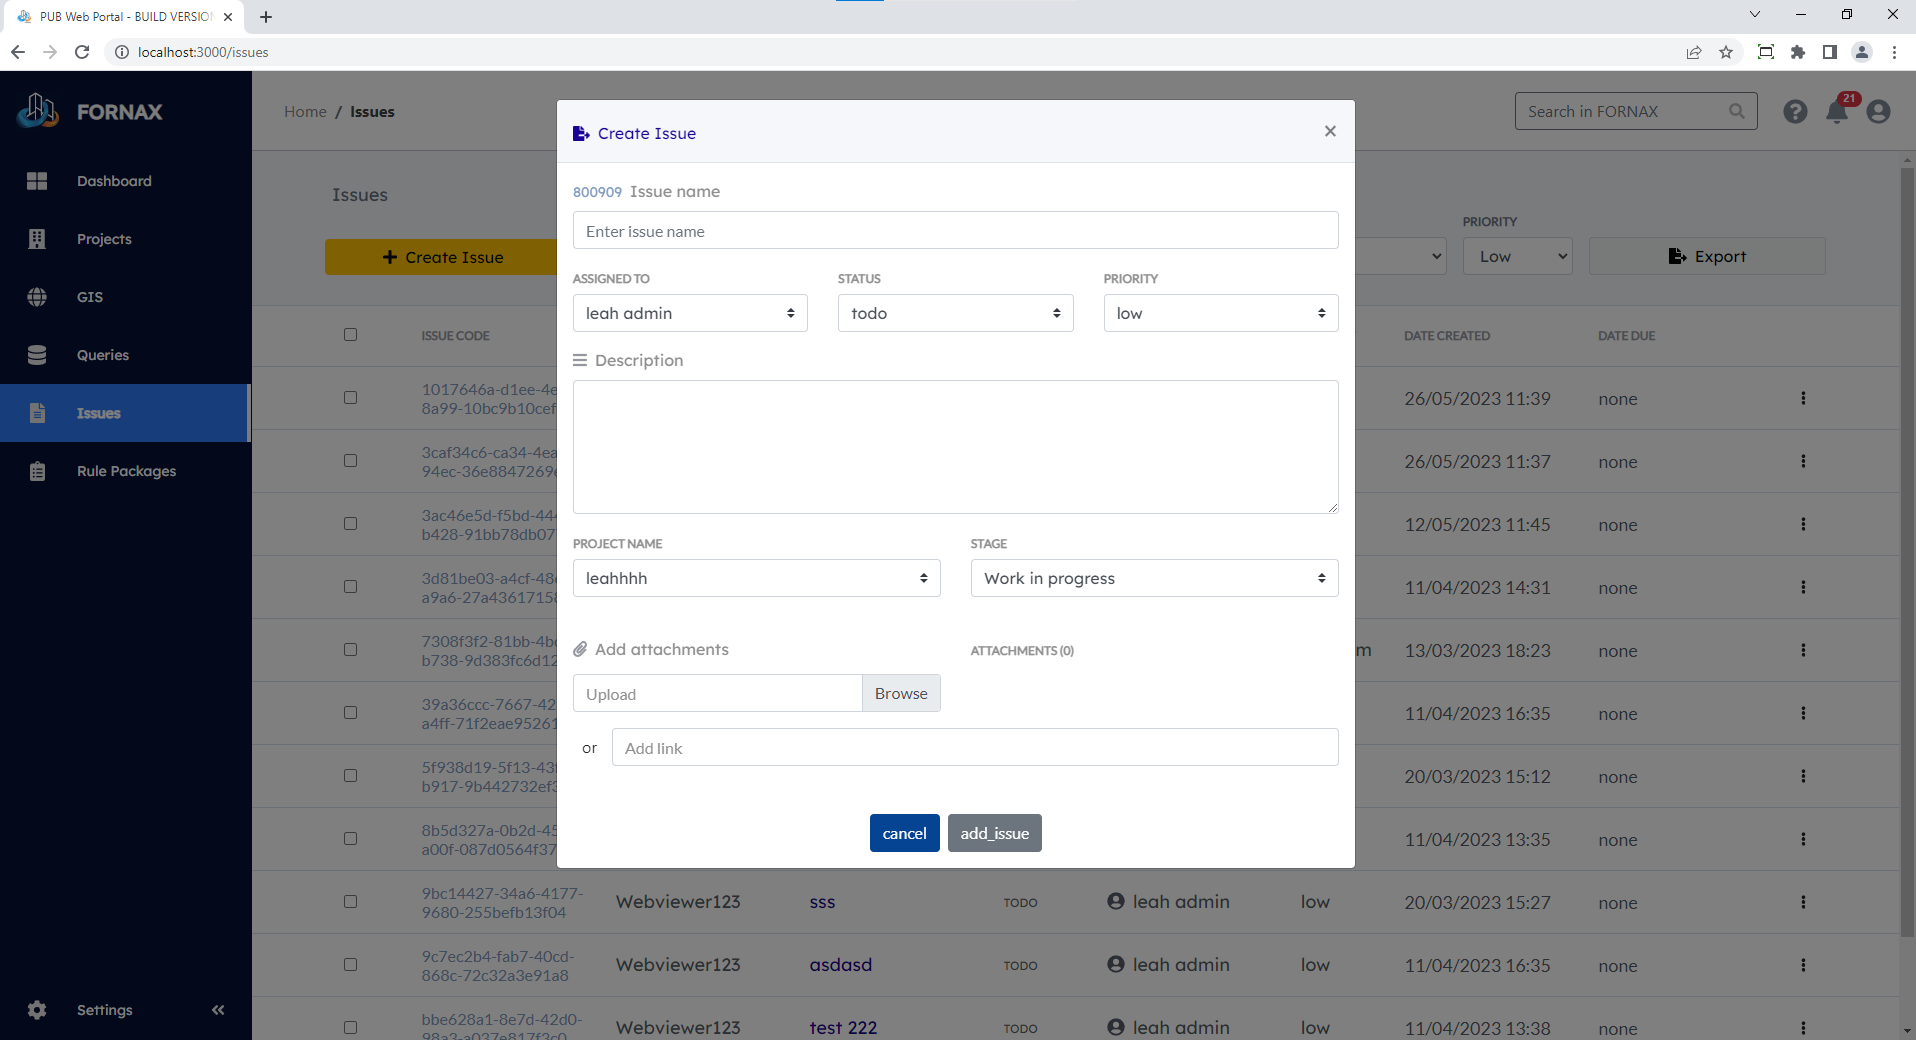 PUB Web Portal - BUILD VERSION
localhost:3000/issues
FORNAX
Home / Issues
Search in FORNAX
21
Dashboard
Projects
GIS
Queries
Issues
Rule Packages
Settings
Issues
Create Issue
PRIORITY
Low
Export
ISSUE CODE
DATE CREATED
DATE DUE
Create Issue
800909 Issue name
Enter issue name
ASSIGNED TO
STATUS
PRIORITY
leah admin
todo
low
Description
PROJECT NAME
STAGE
leahhhh
Work in progress
Add attachments
ATTACHMENTS (0)
Upload
Browse
or
Add link
cancel
add_issue
1017646a-d1ee-4e
8a99-10bc9b10cef
26/05/2023 11:39
none
3caf34c6-ca34-4ea
94ec-36e8847269
26/05/2023 11:37
none
3ac46e5d-f5bd-444
b428-91bb78db07
12/05/2023 11:45
none
3d81be03-a4cf-48
a9a6-27a4361715
11/04/2023 14:31
none
7308f3f2-81bb-4b
b738-9d383fc6d12
m
13/03/2023 18:23
none
39a36ccc-7667-42
a4ff-71f2eae95261
11/04/2023 16:35
none
5f938d19-5f13-43
b917-9b442732ef
20/03/2023 15:12
none
8b5d327a-0b2d-45
a00f-087d0564f37
11/04/2023 13:35
none
9bc14427-34a6-4177-
9680-255befb13f04
Webviewer123
sss
TODO
leah admin
low
20/03/2023 15:27
none
9c7ec2b4-fab7-40cd-
868c-72c32a3e91a8
Webviewer123
asdasd
TODO
leah admin
low
11/04/2023 16:35
none
bbe628a1-8e7d-42d0-
98a3-a037e817f3c0
Webviewer123
test 222
TODO
leah admin
low
11/04/2023 13:38
none